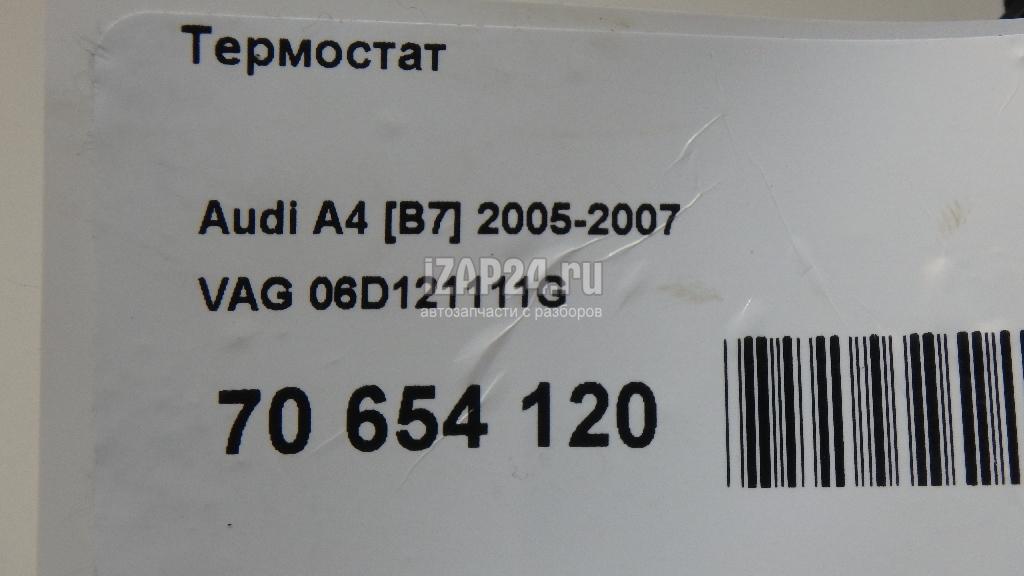 Термостат
Audi A4 [B7] 2005-2007
iZAP24.ru
VAG 06D121111G
автозапчасти с разборов
70 654 120